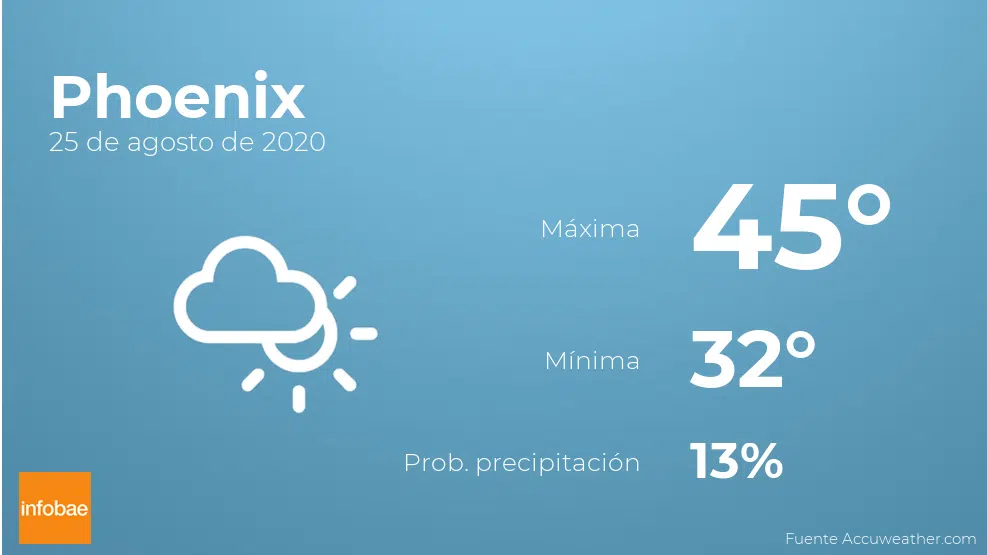 Phoenix
25 de agosto de 2020
Máxima 45°
Mínima 32°
Prob. precipitación 13%
infobae
Fuente Accuweather.com